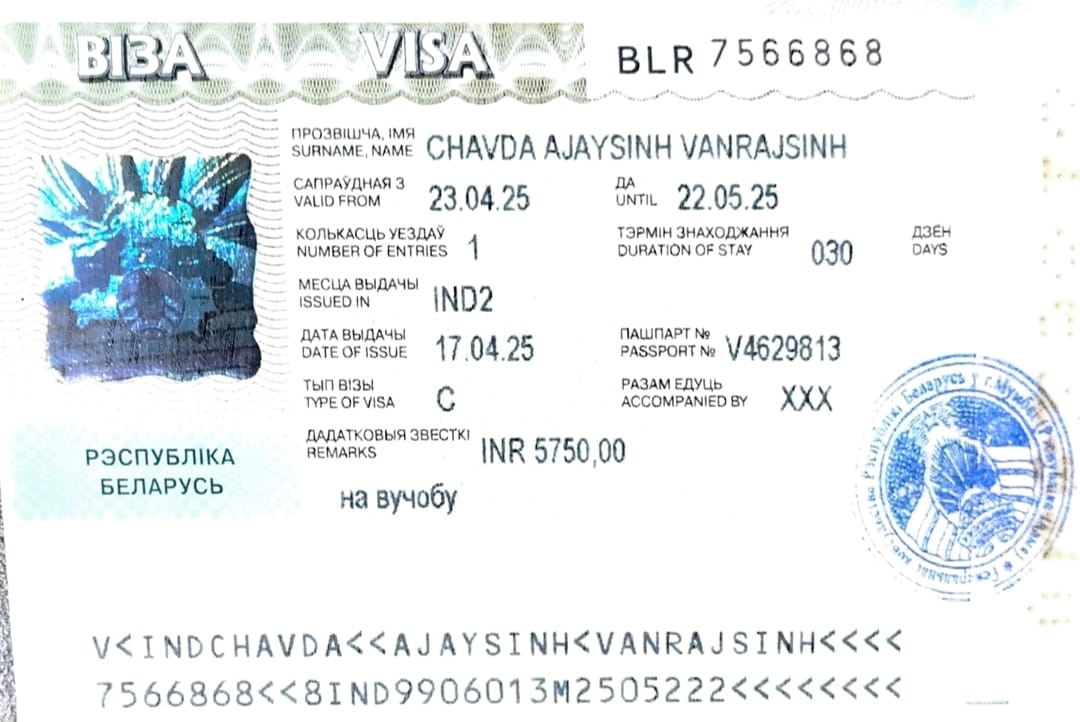 ВІЗА VISA BLR 7566868
ПРОЗВІШЧА, ІМЯ
SURNAME, NAME CHAVDA AJAYSINH VANRAJSINH
САПРАЎДНАЯ З
VALID FROM 23.04.25
ДА
UNTIL 22.05.25
КОЛЬКАСЦЬ УЕЗДАЎ
NUMBER OF ENTRIES 1
ТЭРМІН ЗНАХОДЖАННЯ
DURATION OF STAY 030
ДЗЁН
DAYS
МЕСЦА ВЫДАЧЫ
ISSUED IN IND2
ДАТА ВЫДАЧЫ
DATE OF ISSUE 17.04.25
ПАШПАРТ №
PASSPORT № V4629813
ТЫП ВІЗЫ
TYPE OF VISA C
РАЗАМ ЕДУЦЬ
ACCOMPANIED BY XXX
ДАДАТКОВЫЯ ЗВЕСТКІ
REMARKS INR 5750,00
на вучобу
РЭСПУБЛІКА
БЕЛАРУСЬ
Рэспублікі Беларусь у г.Мумбаі
V<INDCHAVDA<<AJAYSINH<VANRAJSINH<<<<
7566868<<8IND9906013M2505222<<<<<<<<